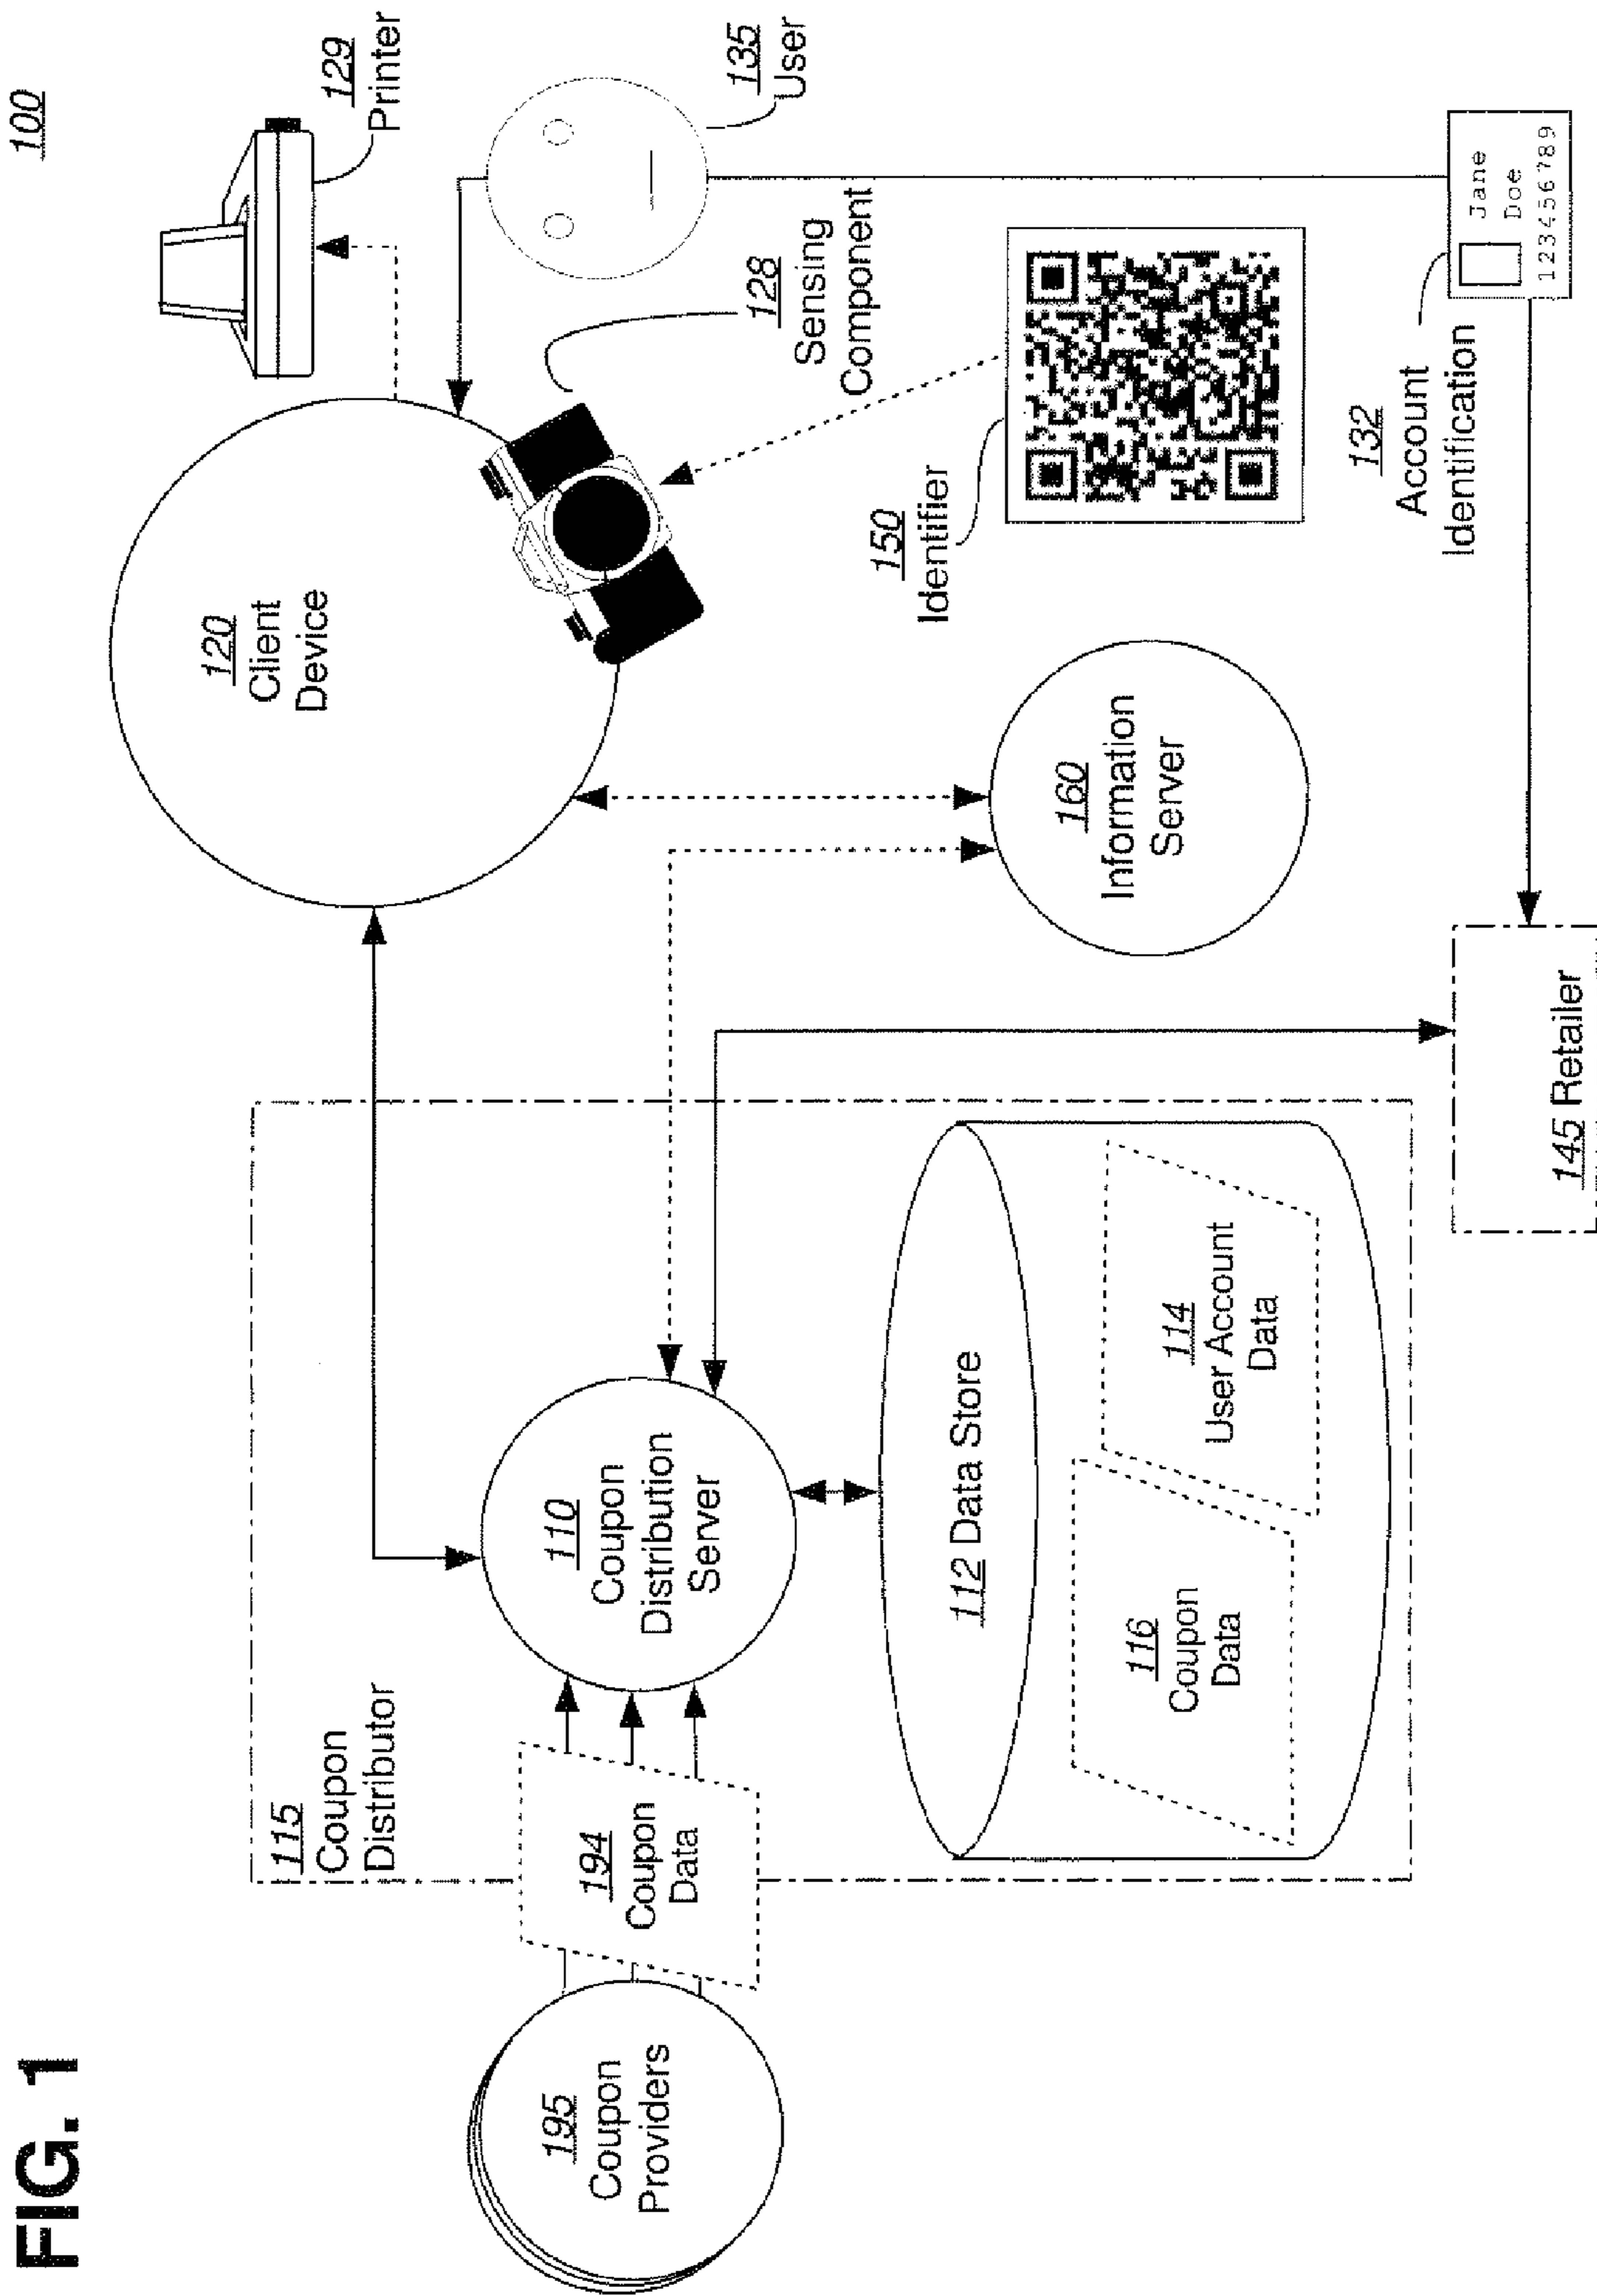 FIG. 1
100
129
Printer
135
User
120
Client
Device
128
Sensing
Component
115
Coupon
Distributor
195
Coupon
Providers
194
Coupon
Data
110
Coupon
Distribution
Server
150
Identifier
160
Information
Server
112 Data Store
116
Coupon
Data
114
User Account
Data
132
Account
Identification
Jane
Doe
123456789
145 Retailer